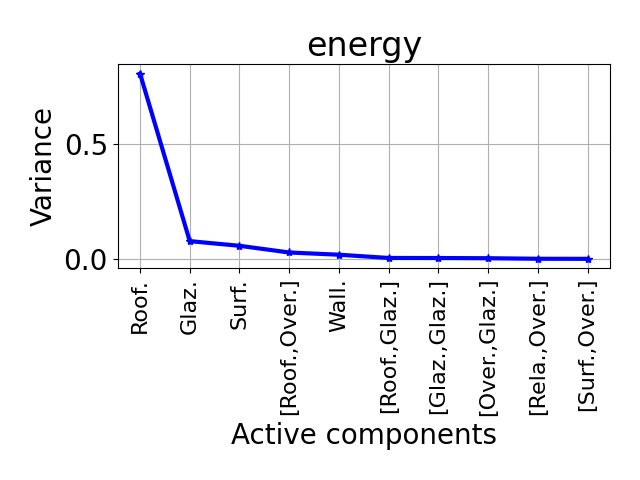 energy
Variance
0.5
0.0
Roof.
Glaz.
Surf.
[Roof.,Over.]
Wall.
[Roof.,Glaz.]
[Glaz.,Glaz.]
[Over.,Glaz.]
[Rela.,Over.]
[Surf.,Over.]
Active components